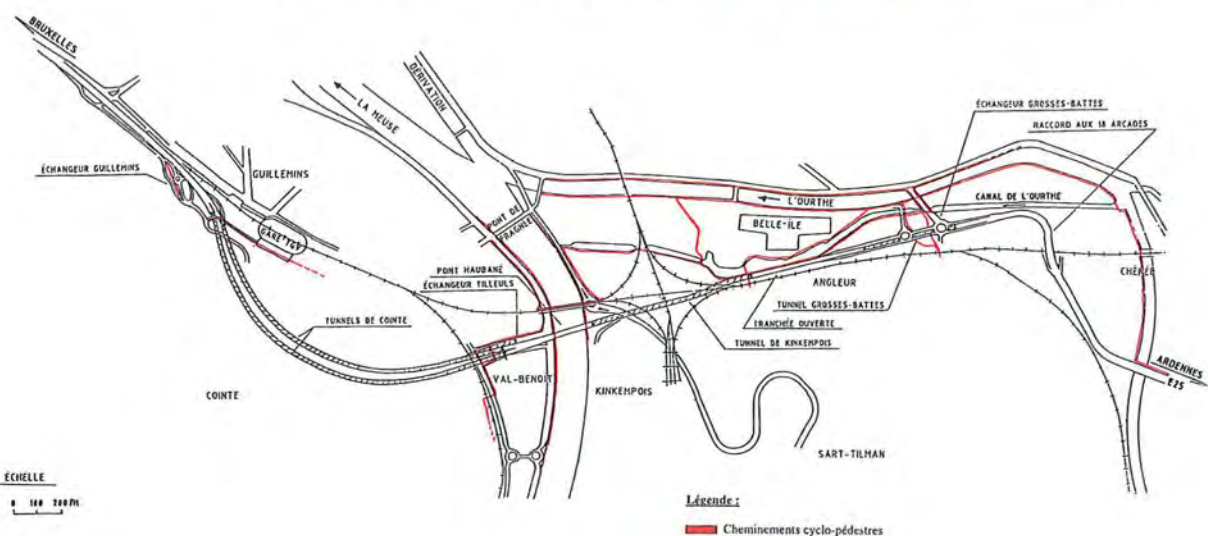 BRUXELLES
DÉRIVATION
LA MEUSE
ÉCHANGEUR GROSSES-BATTES
RACCORD AUX 18 ARCADES
ÉCHANGEUR GUILLEMINS
GUILLEMINS
L'OURTHE
CANAL DE L'OURTHE
BELLE-ILE
PONT DE
FRAGNÉE
GARE TGV
PONT HAUBANÉ
ÉCHANGEUR TILLEULS
ANGLEUR
CHÊNÉE
TUNNEL GROSSES-BATTES
TUNNELS DE COINTE
TRANCHÉE OUVERTE
TUNNEL DE KINKEMPOIS
ARDENNES
E25
VAL-BENOIT
COINTE
KINKEMPOIS
SART-TILMAN
ÉCHELLE
0 100 200m
Légende :
Cheminements cyclo-pédestres